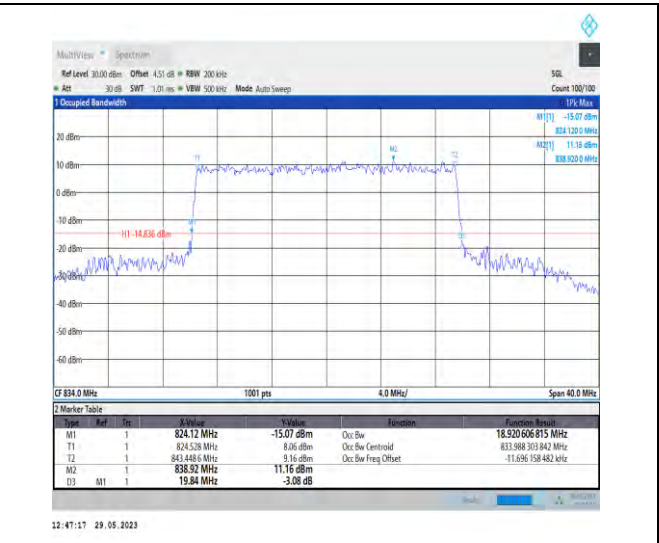 MultiView Spectrum
Ref Level 30.00 dBm Offset 4.51 dB RBW 200 kHz SGL
Att 30 dB SWT 1.01 ms VBW 500 kHz Mode Auto Sweep Count 100/100
1 Occupied Bandwidth 1Pk Max
M1[1] -15.07 dBm
824.120 0 MHz
20 dBm M2[1] 11.16 dBm
M2 838.920 0 MHz
T1 T2
10 dBm
0 dBm
-10 dBm
M1
H1 -14.836 dBm
D3
-20 dBm
-30 dBm
-40 dBm
-50 dBm
-60 dBm
CF 834.0 MHz 1001 pts 4.0 MHz/ Span 40.0 MHz
2 Marker Table
Type Ref Trc X-Value Y-Value Function Function Result
M1 1 824.12 MHz -15.07 dBm Occ Bw 18.920 606 815 MHz
T1 1 824.528 MHz 8.06 dBm Occ Bw Centroid 833.988 303 842 MHz
T2 1 843.448 6 MHz 9.16 dBm Occ Bw Freq Offset -11.696 158 482 kHz
M2 1 838.92 MHz 11.16 dBm
D3 M1 1 19.84 MHz -3.08 dB
12:47:17 29.05.2023